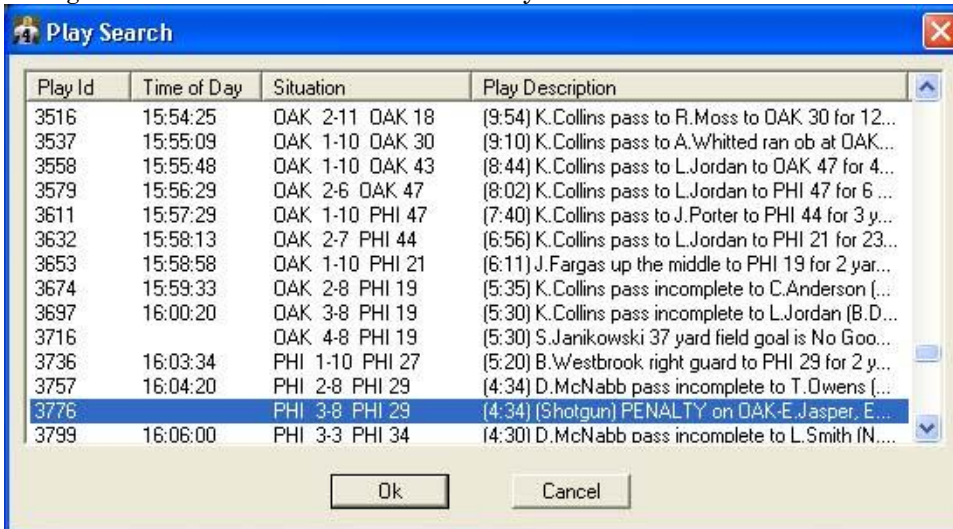 Play Search
Play Id Time of Day Situation Play Description
3516 15:54:25 OAK 2-11 OAK 18 (9:54) K.Collins pass to R.Moss to OAK 30 for 12...
3537 15:55:09 OAK 1-10 OAK 30 (9:10) K.Collins pass to A.Whitted ran ob at OAK...
3558 15:55:48 OAK 1-10 OAK 43 (8:44) K.Collins pass to L.Jordan to OAK 47 for 4...
3579 15:56:29 OAK 2-6 OAK 47 (8:02) K.Collins pass to L.Jordan to PHI 47 for 6 ...
3611 15:57:29 OAK 1-10 PHI 47 (7:40) K.Collins pass to J.Porter to PHI 44 for 3 y...
3632 15:58:13 OAK 2-7 PHI 44 (6:56) K.Collins pass to L.Jordan to PHI 21 for 23...
3653 15:58:58 OAK 1-10 PHI 21 (6:11) J.Fargas up the middle to PHI 19 for 2 yar...
3674 15:59:33 OAK 2-8 PHI 19 (5:35) K.Collins pass incomplete to C.Anderson (...
3697 16:00:20 OAK 3-8 PHI 19 (5:30) K.Collins pass incomplete to L.Jordan (B.D...
3716 OAK 4-8 PHI 19 (5:30) S.Janikowski 37 yard field goal is No Goo...
3736 16:03:34 PHI 1-10 PHI 27 (5:20) B.Westbrook right guard to PHI 29 for 2 y...
3757 16:04:20 PHI 2-8 PHI 29 (4:34) D.McNabb pass incomplete to T.Owens (...
3776 PHI 3-8 PHI 29 (4:34) (Shotgun) PENALTY on OAK-E.Jasper, E...
3799 16:06:00 PHI 3-3 PHI 34 (4:30) D.McNabb pass incomplete to L.Smith (N....
Ok Cancel